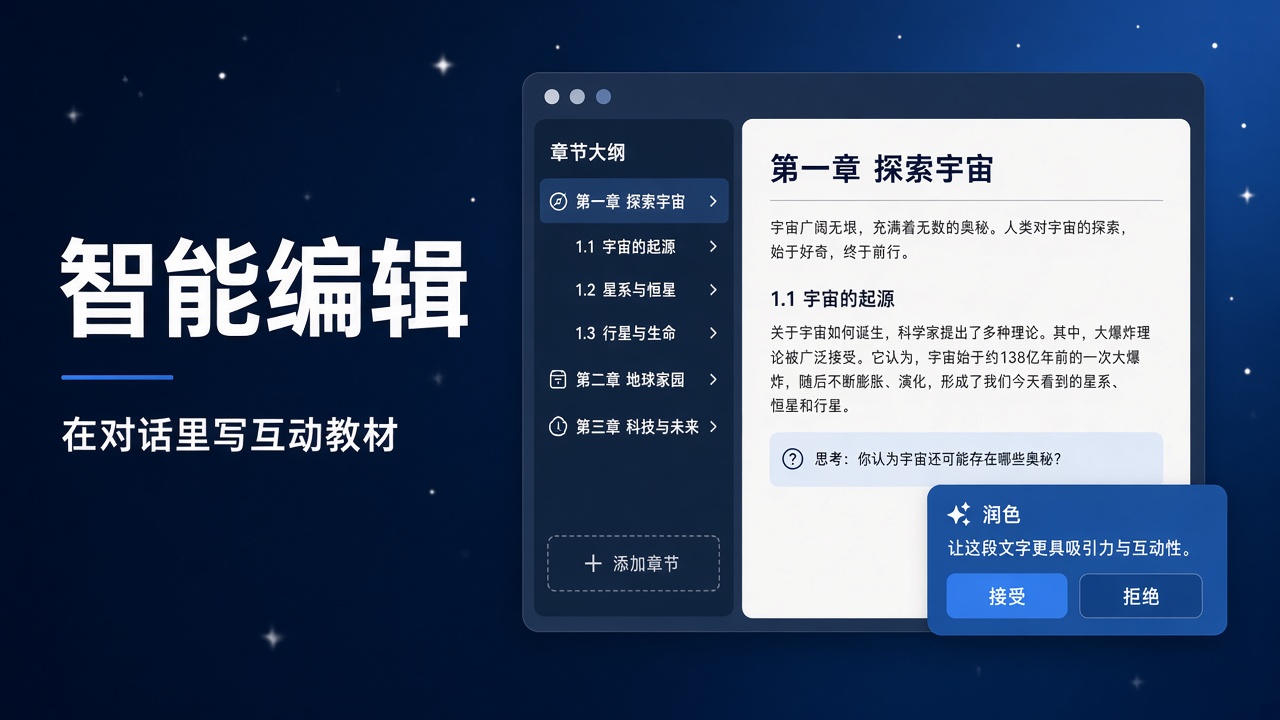 智能编辑
在对话里写互动教材
章节大纲
第一章 探索宇宙
1.1 宇宙的起源
1.2 星系与恒星
1.3 行星与生命
第二章 地球家园
第三章 科技与未来
添加章节
第一章 探索宇宙
宇宙广阔无垠，充满着无数的奥秘。人类对宇宙的探索，
始于好奇，终于前行。
1.1 宇宙的起源
关于宇宙如何诞生，科学家提出了多种理论。其中，大爆炸理
论被广泛接受。它认为，宇宙始于约138亿年前的一次大爆
炸，随后不断膨胀、演化，形成了我们今天看到的星系、
恒星和行星。
思考：你认为宇宙还可能存在哪些奥秘？
润色
让这段文字更具吸引力与互动性。
接受
拒绝